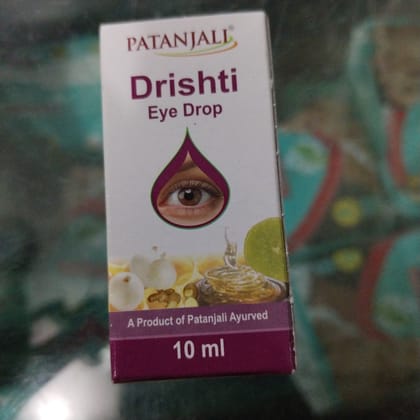 PATANJALI®
Drishti
Eye Drop
A Product of Patanjali Ayurved
10 ml